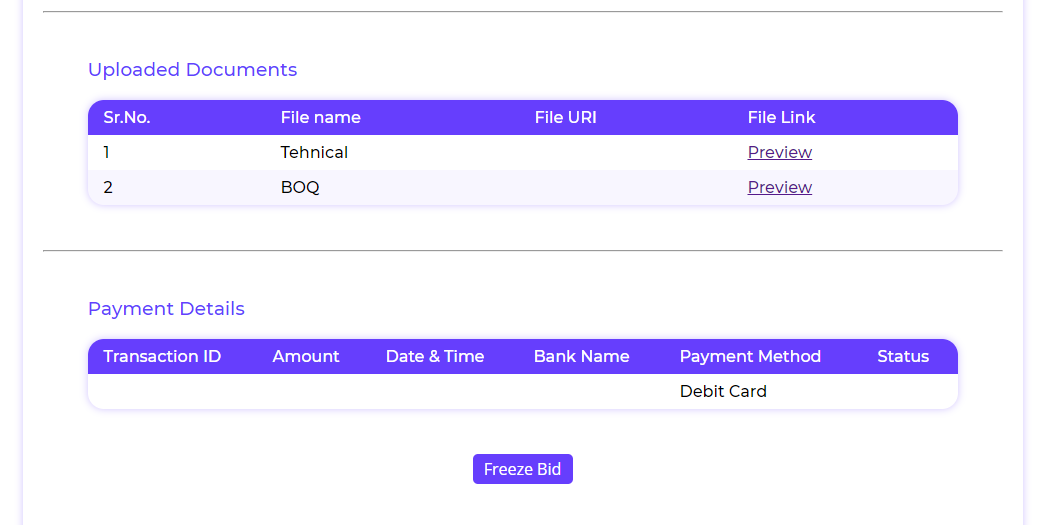 Uploaded Documents
Sr.No. File name File URI File Link
1 Tehnical Preview
2 BOQ Preview
Payment Details
Transaction ID Amount Date & Time Bank Name Payment Method Status
Debit Card
Freeze Bid